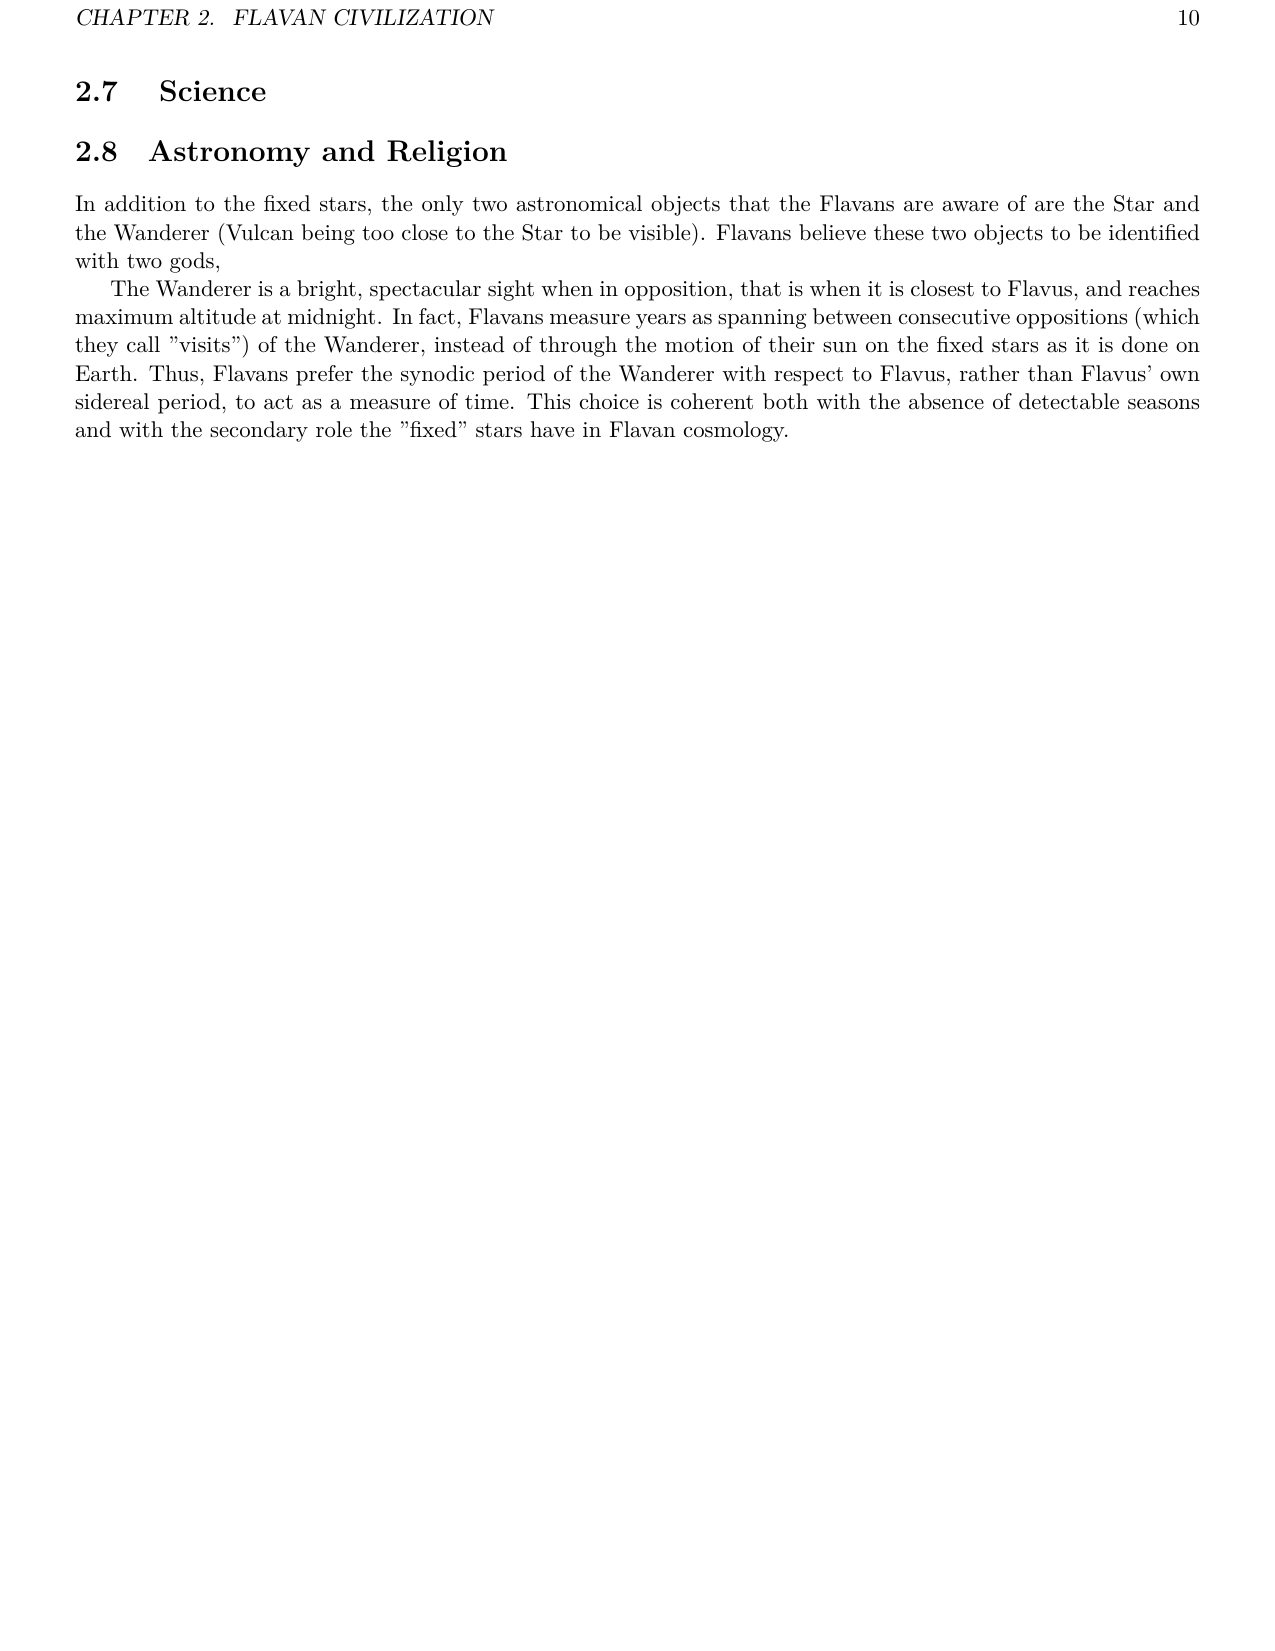 CHAPTER 2. FLAVAN CIVILIZATION 10
2.7 Science
2.8 Astronomy and Religion
In addition to the fixed stars, the only two astronomical objects that the Flavans are aware of are the Star and
the Wanderer (Vulcan being too close to the Star to be visible). Flavans believe these two objects to be identified
with two gods,
The Wanderer is a bright, spectacular sight when in opposition, that is when it is closest to Flavus, and reaches
maximum altitude at midnight. In fact, Flavans measure years as spanning between consecutive oppositions (which
they call ”visits”) of the Wanderer, instead of through the motion of their sun on the fixed stars as it is done on
Earth. Thus, Flavans prefer the synodic period of the Wanderer with respect to Flavus, rather than Flavus’ own
sidereal period, to act as a measure of time. This choice is coherent both with the absence of detectable seasons
and with the secondary role the ”fixed” stars have in Flavan cosmology.